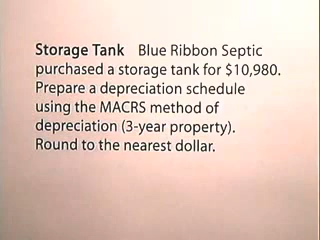 Storage Tank Blue Ribbon Septic
purchased a storage tank for $10,980.
Prepare a depreciation schedule
using the MACRS method of
depreciation (3-year property).
Round to the nearest dollar.